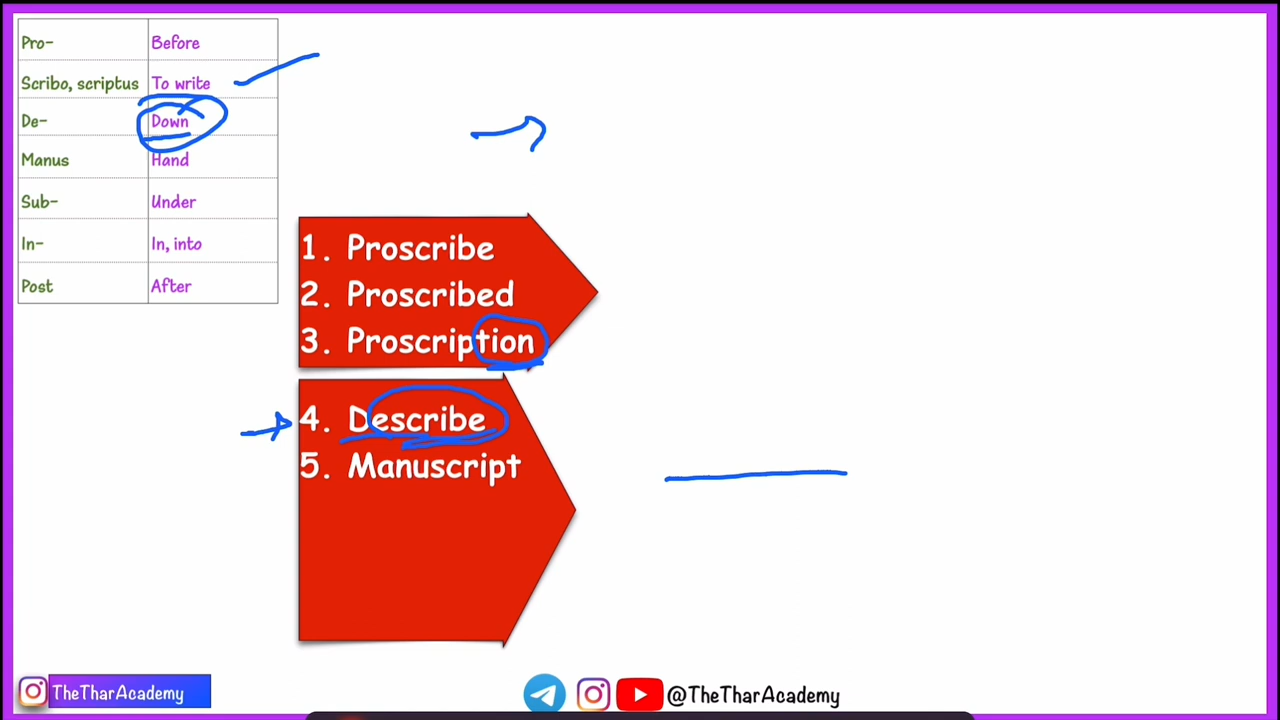 Pro- Before
Scribo, scriptus To write
De- Down
Manus Hand
Sub- Under
In- In, into
Post After
1. Proscribe
2. Proscribed
3. Proscription
4. Describe
5. Manuscript
TheTharAcademy
@TheTharAcademy